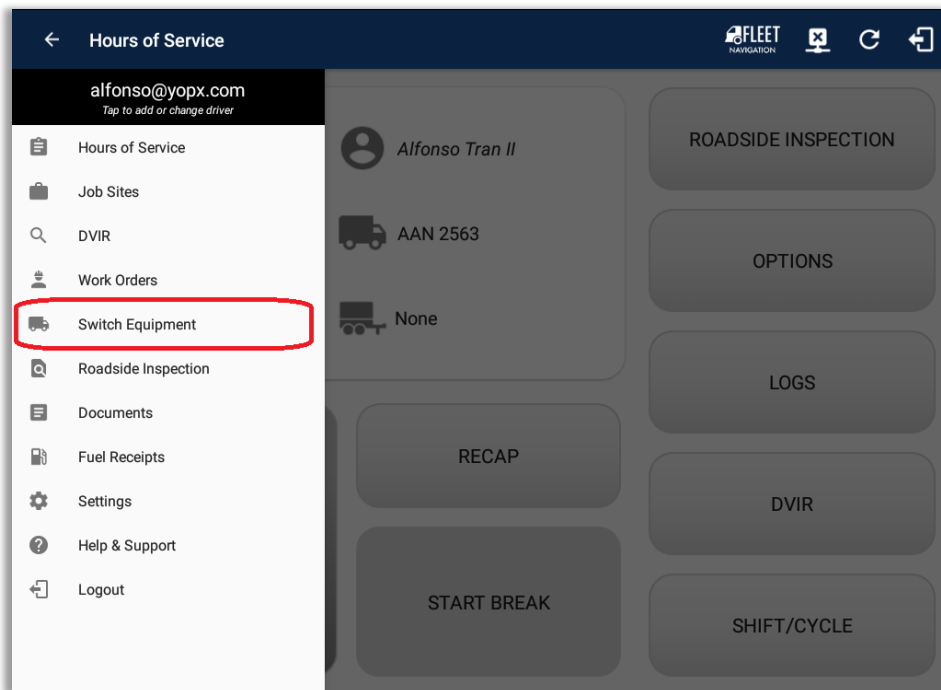 Hours of Service
FLEET
NAVIGATION
alfonso@yopx.com
Tap to add or change driver
Hours of Service
Job Sites
DVIR
Work Orders
Switch Equipment
Roadside Inspection
Documents
Fuel Receipts
Settings
Help & Support
Logout
Alfonso Tran II
AAN 2563
None
RECAP
START BREAK
ROADSIDE INSPECTION
OPTIONS
LOGS
DVIR
SHIFT/CYCLE